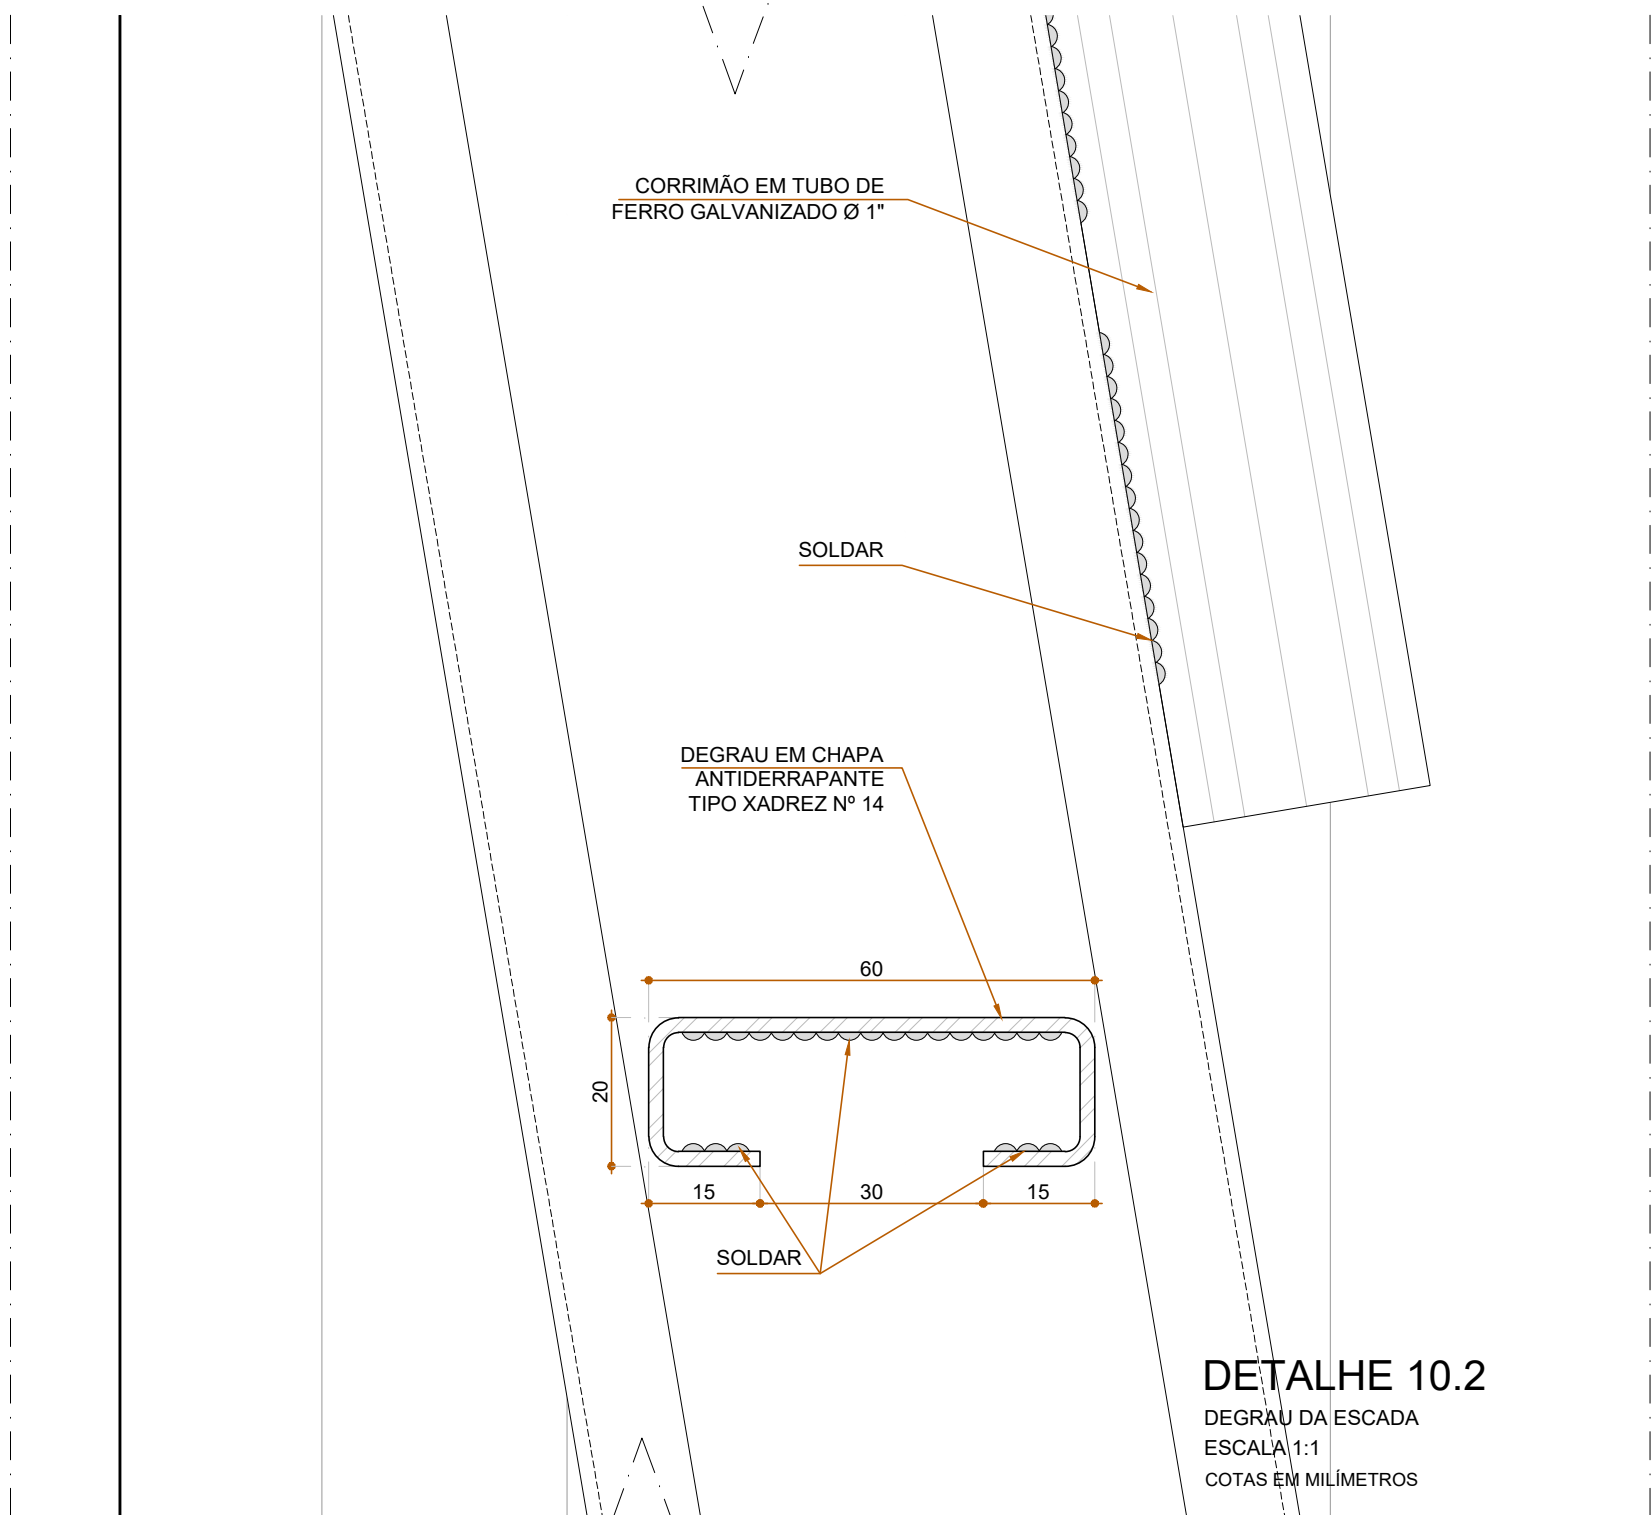 CORRIMÃO EM TUBO DE
FERRO GALVANIZADO Ø 1"
SOLDAR
DEGRAU EM CHAPA
ANTIDERRAPANTE
TIPO XADREZ Nº 14
60
20
15
30
15
SOLDAR
DETALHE 10.2
DEGRAU DA ESCADA
ESCALA 1:1
COTAS EM MILÍMETROS